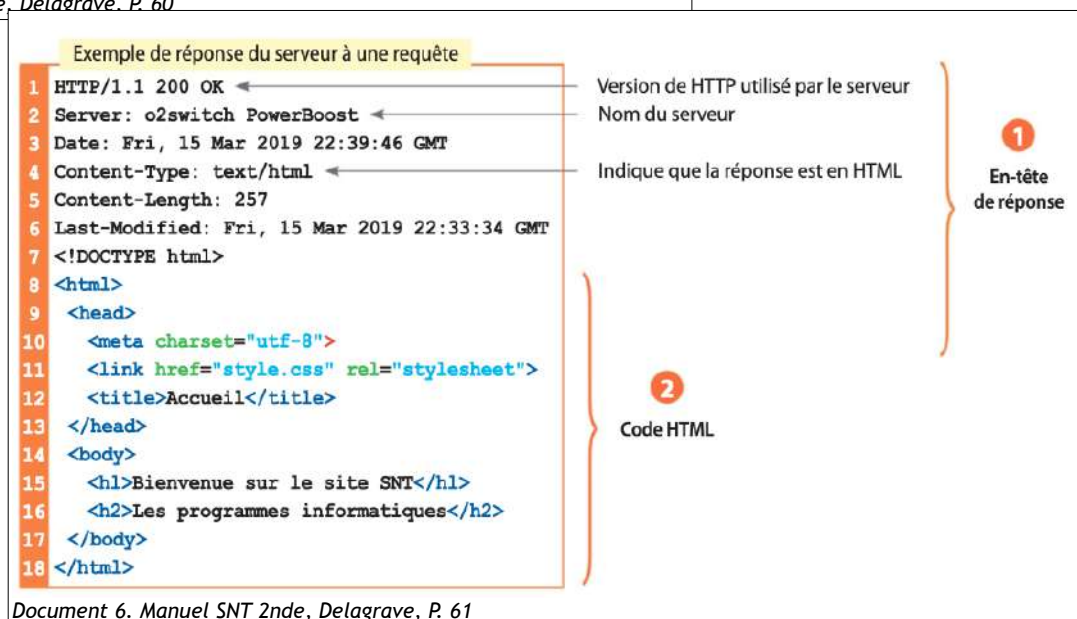 Delagrave, P. 60
Exemple de réponse du serveur à une requête
1 HTTP/1.1 200 OK
Version de HTTP utilisé par le serveur
2 Server: o2switch PowerBoost
Nom du serveur
3 Date: Fri, 15 Mar 2019 22:39:46 GMT
4 Content-Type: text/html
Indique que la réponse est en HTML
5 Content-Length: 257
6 Last-Modified: Fri, 15 Mar 2019 22:33:34 GMT
1
En-tête
de réponse
7 <!DOCTYPE html>
8 <html>
9 <head>
10 <meta charset="utf-8">
11 <link href="style.css" rel="stylesheet">
12 <title>Accueil</title>
13 </head>
14 <body>
15 <h1>Bienvenue sur le site SNT</h1>
16 <h2>Les programmes informatiques</h2>
17 </body>
18 </html>
2
Code HTML
Document 6. Manuel SNT 2nde, Delagrave, P. 61